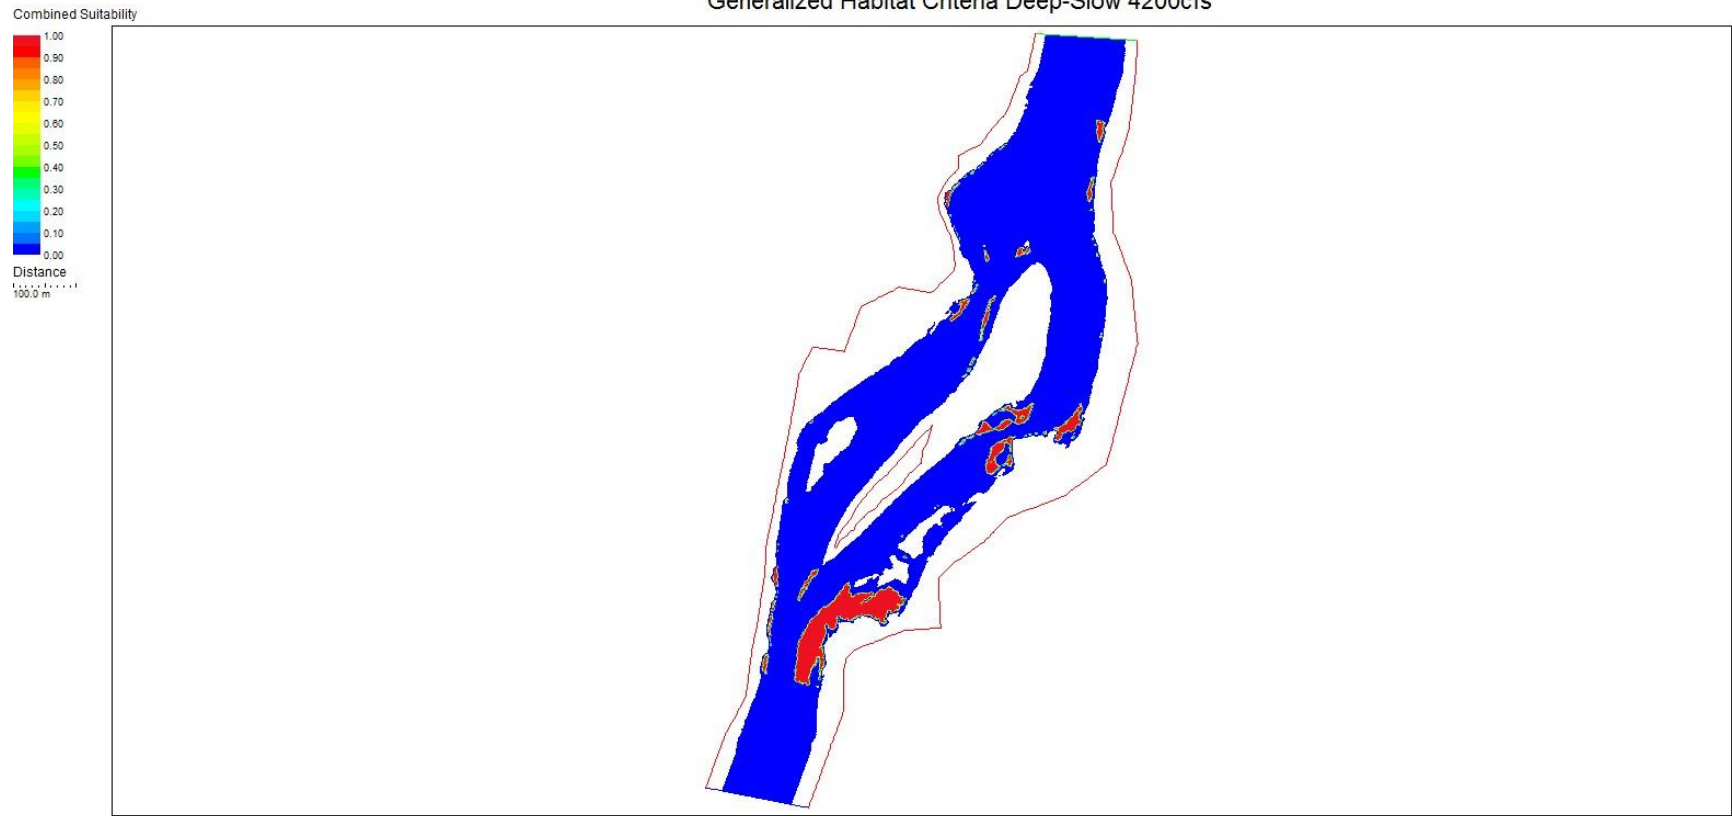 Generalized Habitat Criteria Deep-Slow 4200cfs
Combined Suitability
1.00
0.90
0.80
0.70
0.60
0.50
0.40
0.30
0.20
0.10
0.00
Distance
100.0 m